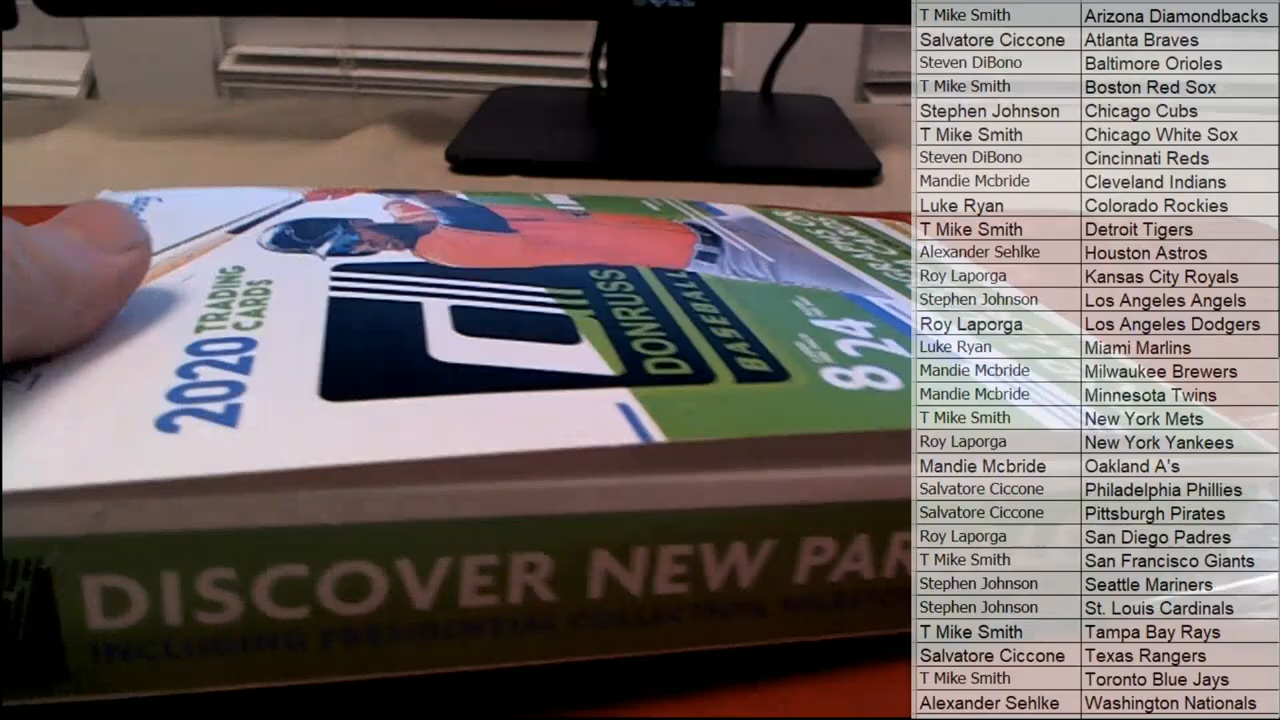 DELL
2020 TRADING
CARDS
DONRUSS
BASEBALL
8 24
DISCOVER NEW PAR
INCLUDING PRESIDENTIAL COLLECTION,
T Mike Smith Arizona Diamondbacks
Salvatore Ciccone Atlanta Braves
Steven DiBono Baltimore Orioles
T Mike Smith Boston Red Sox
Stephen Johnson Chicago Cubs
T Mike Smith Chicago White Sox
Steven DiBono Cincinnati Reds
Mandie Mcbride Cleveland Indians
Luke Ryan Colorado Rockies
T Mike Smith Detroit Tigers
Alexander Sehlke Houston Astros
Roy Laporga Kansas City Royals
Stephen Johnson Los Angeles Angels
Roy Laporga Los Angeles Dodgers
Luke Ryan Miami Marlins
Mandie Mcbride Milwaukee Brewers
Mandie Mcbride Minnesota Twins
T Mike Smith New York Mets
Roy Laporga New York Yankees
Mandie Mcbride Oakland A's
Salvatore Ciccone Philadelphia Phillies
Salvatore Ciccone Pittsburgh Pirates
Roy Laporga San Diego Padres
T Mike Smith San Francisco Giants
Stephen Johnson Seattle Mariners
Stephen Johnson St. Louis Cardinals
T Mike Smith Tampa Bay Rays
Salvatore Ciccone Texas Rangers
T Mike Smith Toronto Blue Jays
Alexander Sehlke Washington Nationals